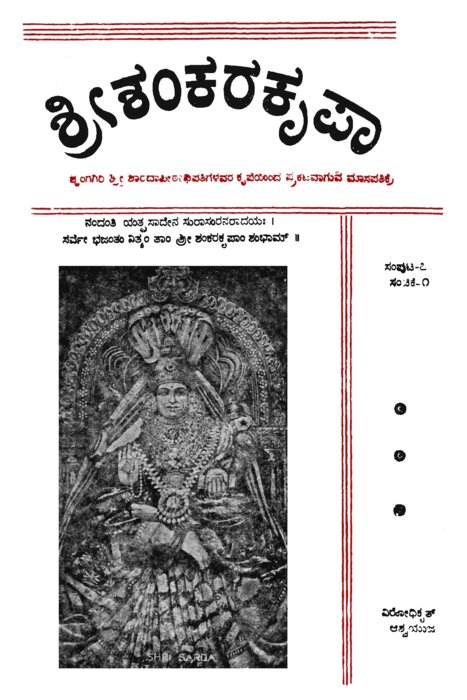 ಶ್ರೀಶಂಕರಕೃಪಾ
ಶೃಂಗಗಿರಿ ಶ್ರೀ ಶಾರದಾಪೀಠಾಧಿಪತಿಗಳವರ ಕೃಪೆಯಿಂದ ಪ್ರಕಟವಾಗುವ ಮಾಸಪತ್ರಿಕೆ
ನಂದಂತಿ ಯತ್ಪ್ರಸಾದೇನ ಸುರಾಸುರನರಾದಯಃ ।
ಸರ್ವೇ ಭಜಂತು ನಿತ್ಯಂ ತಾಂ ಶ್ರೀ ಶಂಕರಕೃಪಾಂ ಶುಭಾಮ್ ॥
ಸಂಪುಟ-೭
ಸಂಚಿಕೆ-೧
SHRI SARDA
ವಿರೋಧಿಕೃತ್
ಆಶ್ವಯುಜ